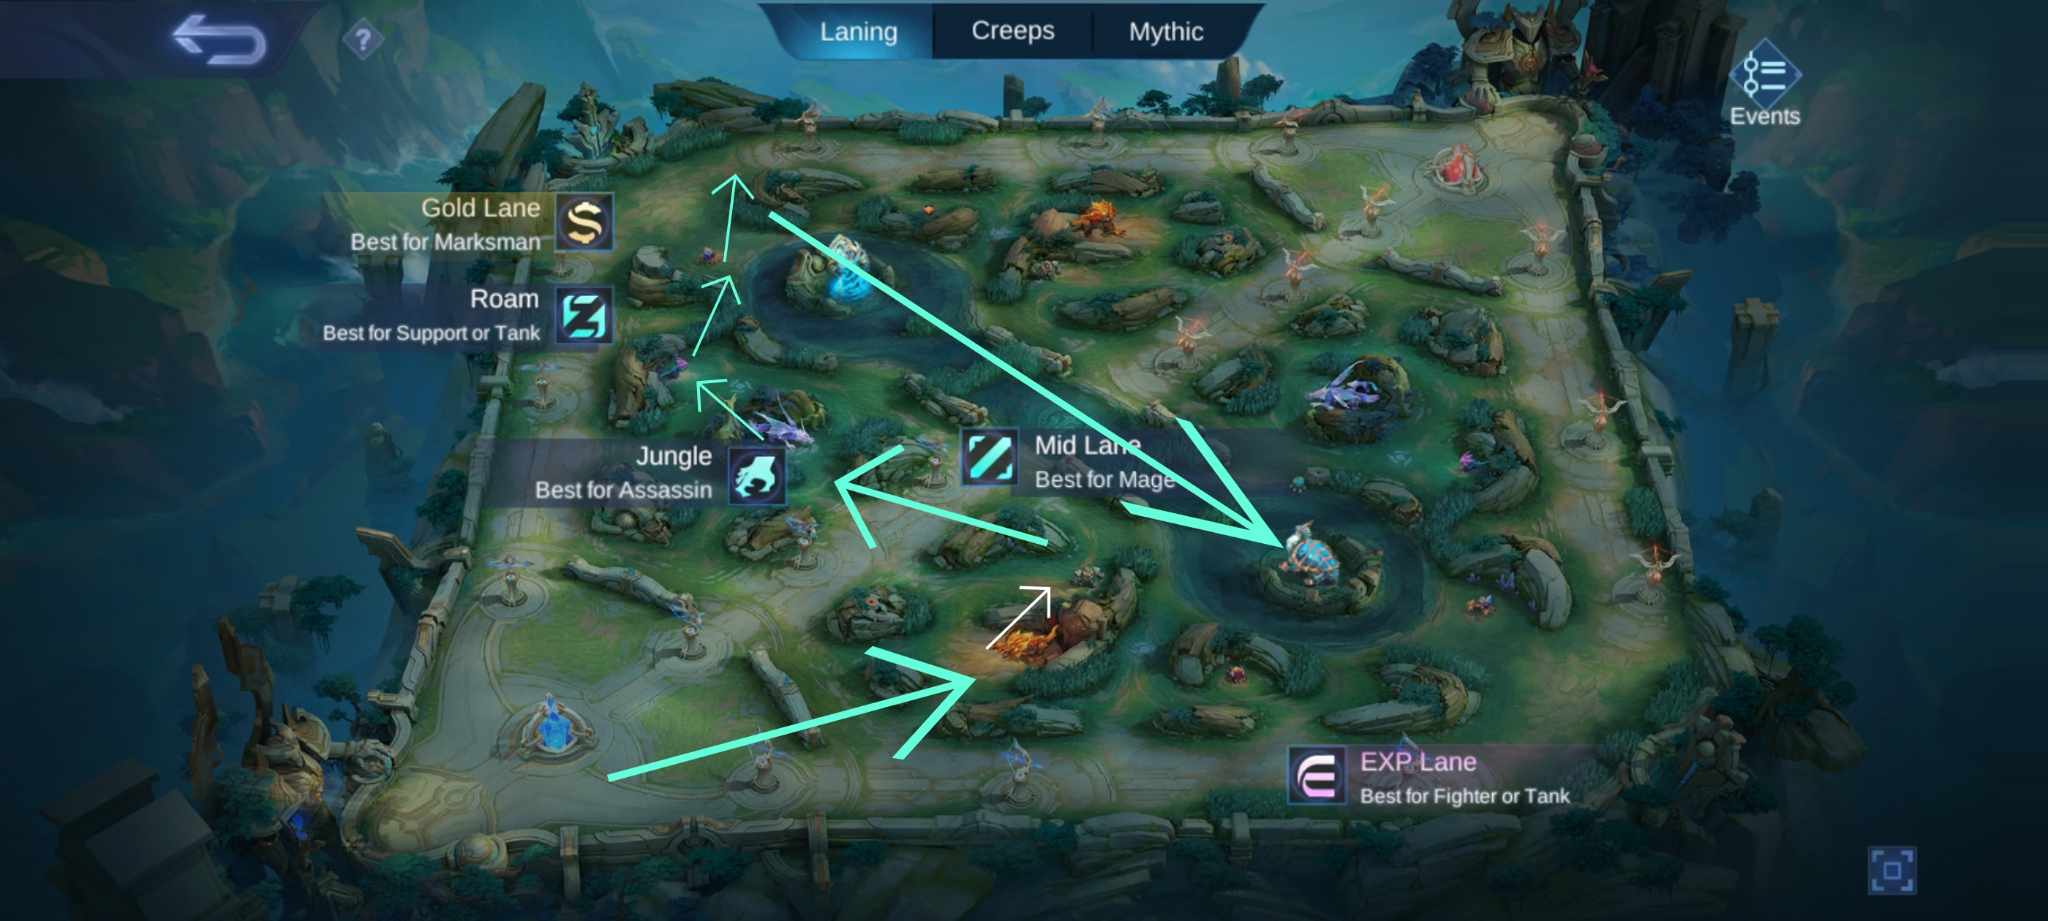 Laning
Creeps
Mythic
?
Events
Gold Lane
Best for Marksman
Roam
Best for Support or Tank
Jungle
Best for Assassin
Mid Lane
Best for Mage
EXP Lane
Best for Fighter or Tank